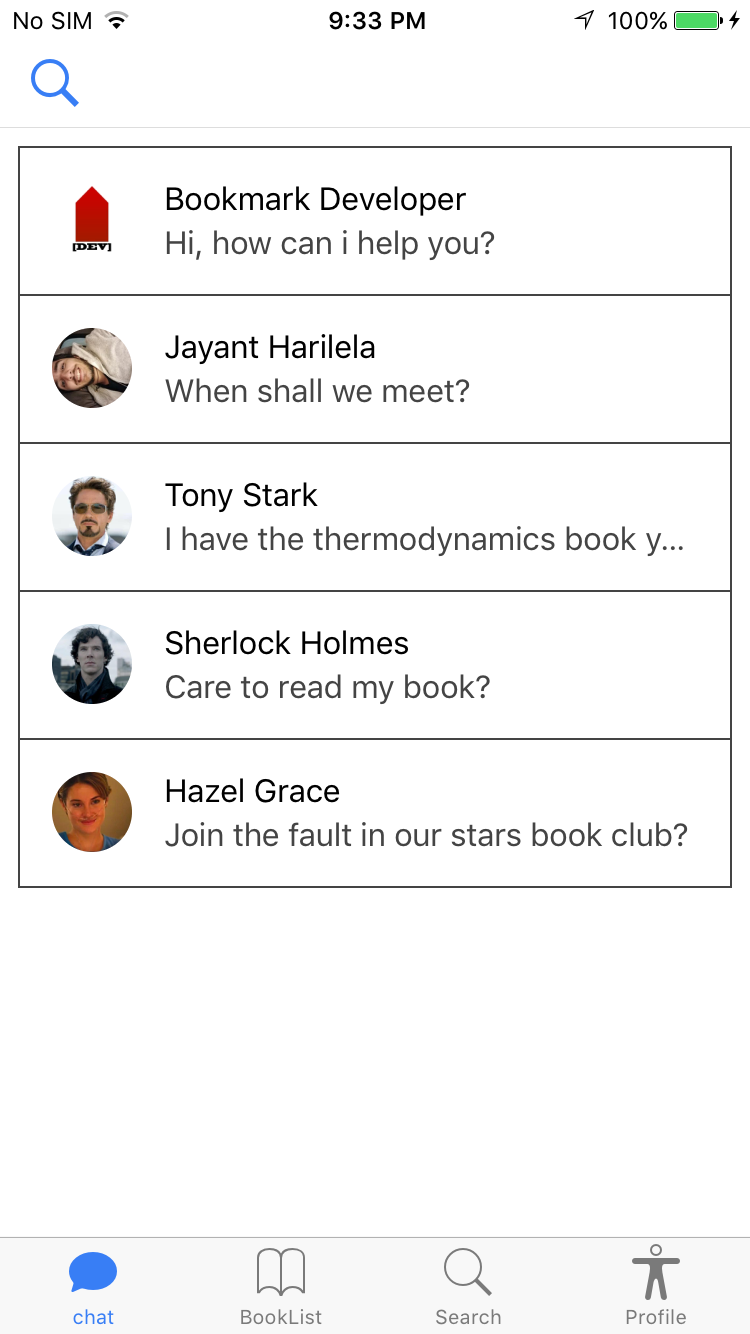 No SIM 9:33 PM 100%
Bookmark Developer
Hi, how can i help you?
[DEV]
Jayant Harilela
When shall we meet?
Tony Stark
I have the thermodynamics book y...
Sherlock Holmes
Care to read my book?
Hazel Grace
Join the fault in our stars book club?
chat BookList Search Profile